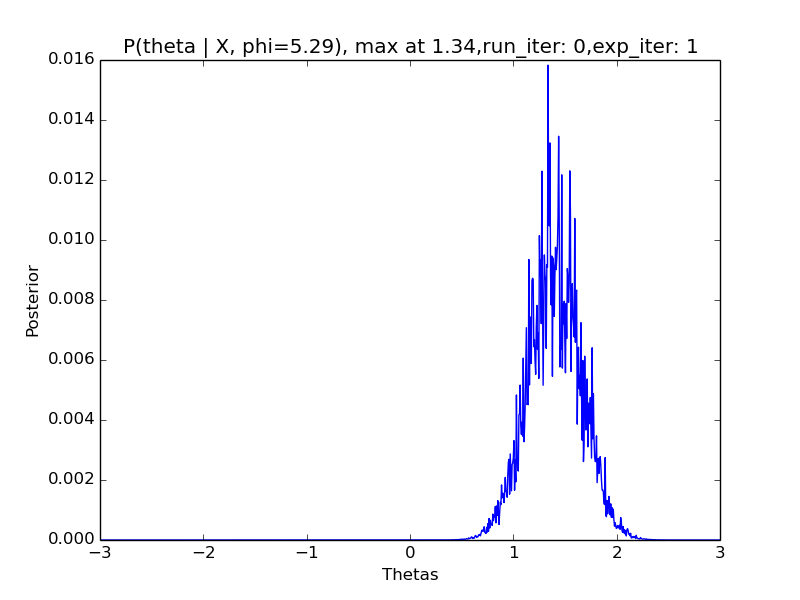 P(theta | X, phi=5.29), max at 1.34,run_iter: 0,exp_iter: 1
0.016
0.014
0.012
0.010
0.008
0.006
0.004
0.002
0.000
Posterior
−3 −2 −1 0 1 2 3
Thetas